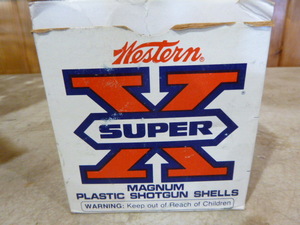 Western
X
SUPER
MAGNUM
PLASTIC SHOTGUN SHELLS
WARNING: Keep out of Reach of Children